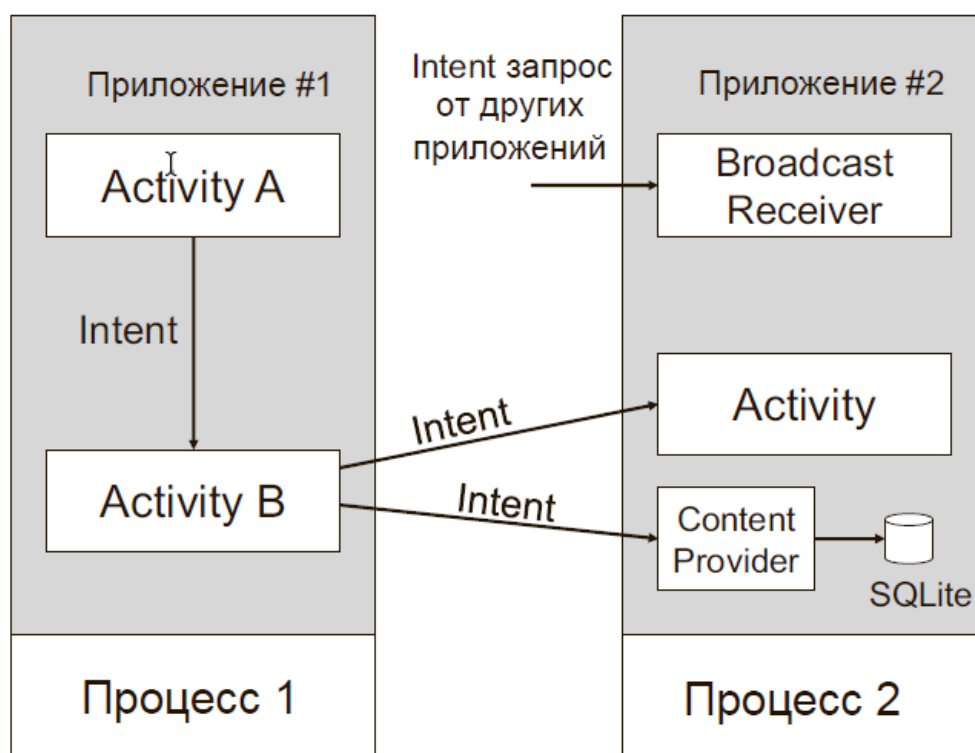 Приложение #1
Activity A
Intent
Activity B
Процесс 1
Intent запрос
от других
приложений
Intent
Intent
Приложение #2
Broadcast
Receiver
Activity
Content
Provider
SQLite
Процесс 2